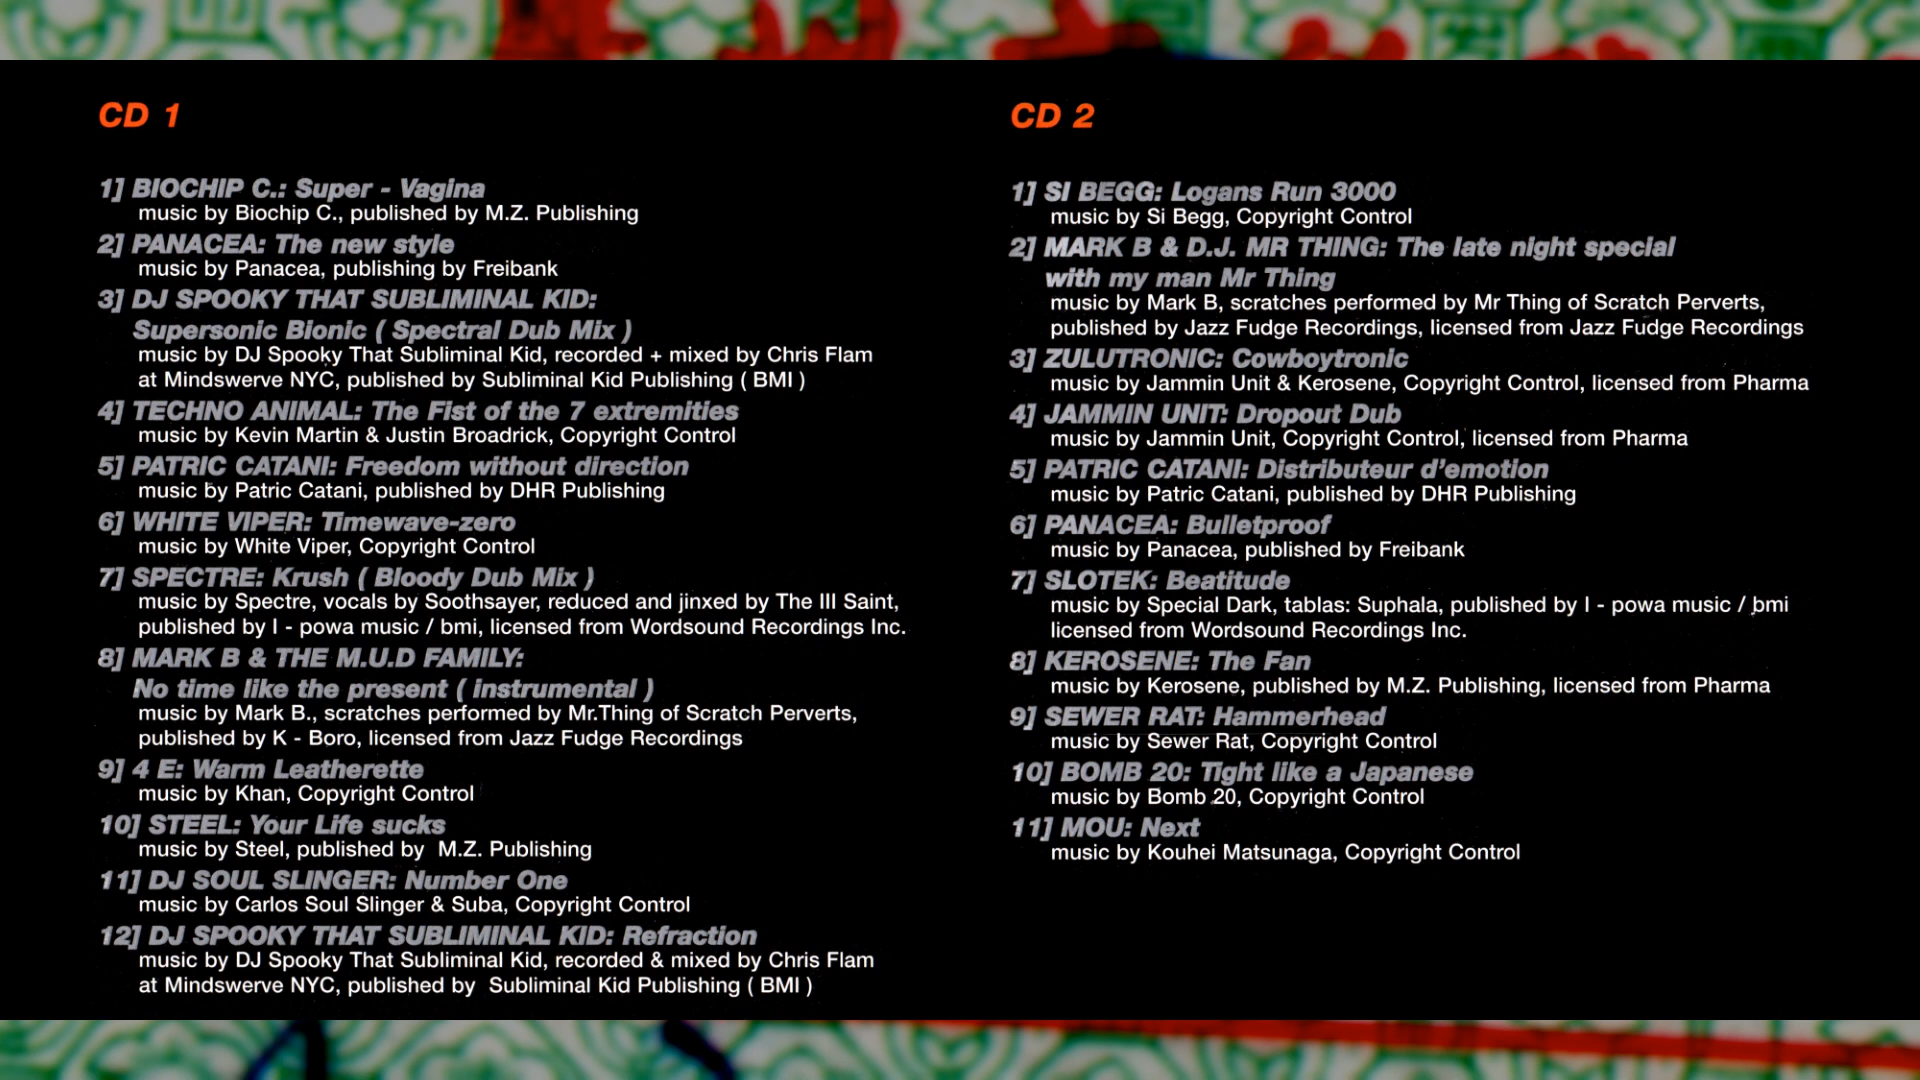 CD 1
1] BIOCHIP C.: Super - Vagina
music by Biochip C., published by M.Z. Publishing
2] PANACEA: The new style
music by Panacea, publishing by Freibank
3] DJ SPOOKY THAT SUBLIMINAL KID:
Supersonic Bionic ( Spectral Dub Mix )
music by DJ Spooky That Subliminal Kid, recorded + mixed by Chris Flam
at Mindswerve NYC, published by Subliminal Kid Publishing ( BMI )
4] TECHNO ANIMAL: The Fist of the 7 extremities
music by Kevin Martin & Justin Broadrick, Copyright Control
5] PATRIC CATANI: Freedom without direction
music by Patric Catani, published by DHR Publishing
6] WHITE VIPER: Timewave-zero
music by White Viper, Copyright Control
7] SPECTRE: Krush ( Bloody Dub Mix )
music by Spectre, vocals by Soothsayer, reduced and jinxed by The Ill Saint,
published by I - powa music / bmi, licensed from Wordsound Recordings Inc.
8] MARK B & THE M.U.D FAMILY:
No time like the present ( instrumental )
music by Mark B., scratches performed by Mr.Thing of Scratch Perverts,
published by K - Boro, licensed from Jazz Fudge Recordings
9] 4 E: Warm Leatherette
music by Khan, Copyright Control
10] STEEL: Your Life sucks
music by Steel, published by M.Z. Publishing
11] DJ SOUL SLINGER: Number One
music by Carlos Soul Slinger & Suba, Copyright Control
12] DJ SPOOKY THAT SUBLIMINAL KID: Refraction
music by DJ Spooky That Subliminal Kid, recorded & mixed by Chris Flam
at Mindswerve NYC, published by Subliminal Kid Publishing ( BMI )
CD 2
1] SI BEGG: Logans Run 3000
music by Si Begg, Copyright Control
2] MARK B & D.J. MR THING: The late night special
with my man Mr Thing
music by Mark B, scratches performed by Mr Thing of Scratch Perverts,
published by Jazz Fudge Recordings, licensed from Jazz Fudge Recordings
3] ZULUTRONIC: Cowboytronic
music by Jammin Unit & Kerosene, Copyright Control, licensed from Pharma
4] JAMMIN UNIT: Dropout Dub
music by Jammin Unit, Copyright Control, licensed from Pharma
5] PATRIC CATANI: Distributeur d'emotion
music by Patric Catani, published by DHR Publishing
6] PANACEA: Bulletproof
music by Panacea, published by Freibank
7] SLOTEK: Beatitude
music by Special Dark, tablas: Suphala, published by I - powa music / bmi
licensed from Wordsound Recordings Inc.
8] KEROSENE: The Fan
music by Kerosene, published by M.Z. Publishing, licensed from Pharma
9] SEWER RAT: Hammerhead
music by Sewer Rat, Copyright Control
10] BOMB 20: Tight like a Japanese
music by Bomb 20, Copyright Control
11] MOU: Next
music by Kouhei Matsunaga, Copyright Control